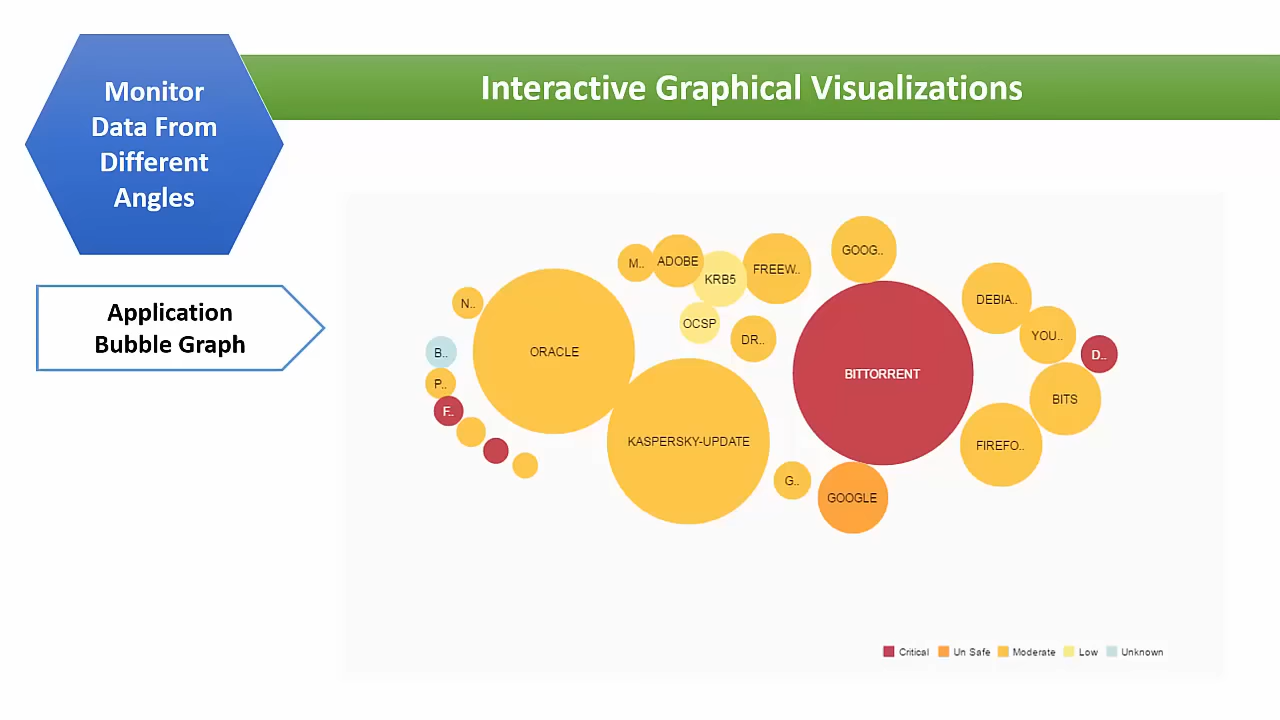 Monitor
Data From
Different
Angles
Interactive Graphical Visualizations
Application
Bubble Graph
GOOG..
M..
ADOBE
KRB5
FREEW..
N..
DEBIA..
OCSP
DR..
YOU..
B..
ORACLE
D..
BITTORRENT
P..
F..
BITS
KASPERSKY-UPDATE
FIREFO..
G..
GOOGLE
Critical Un Safe Moderate Low Unknown